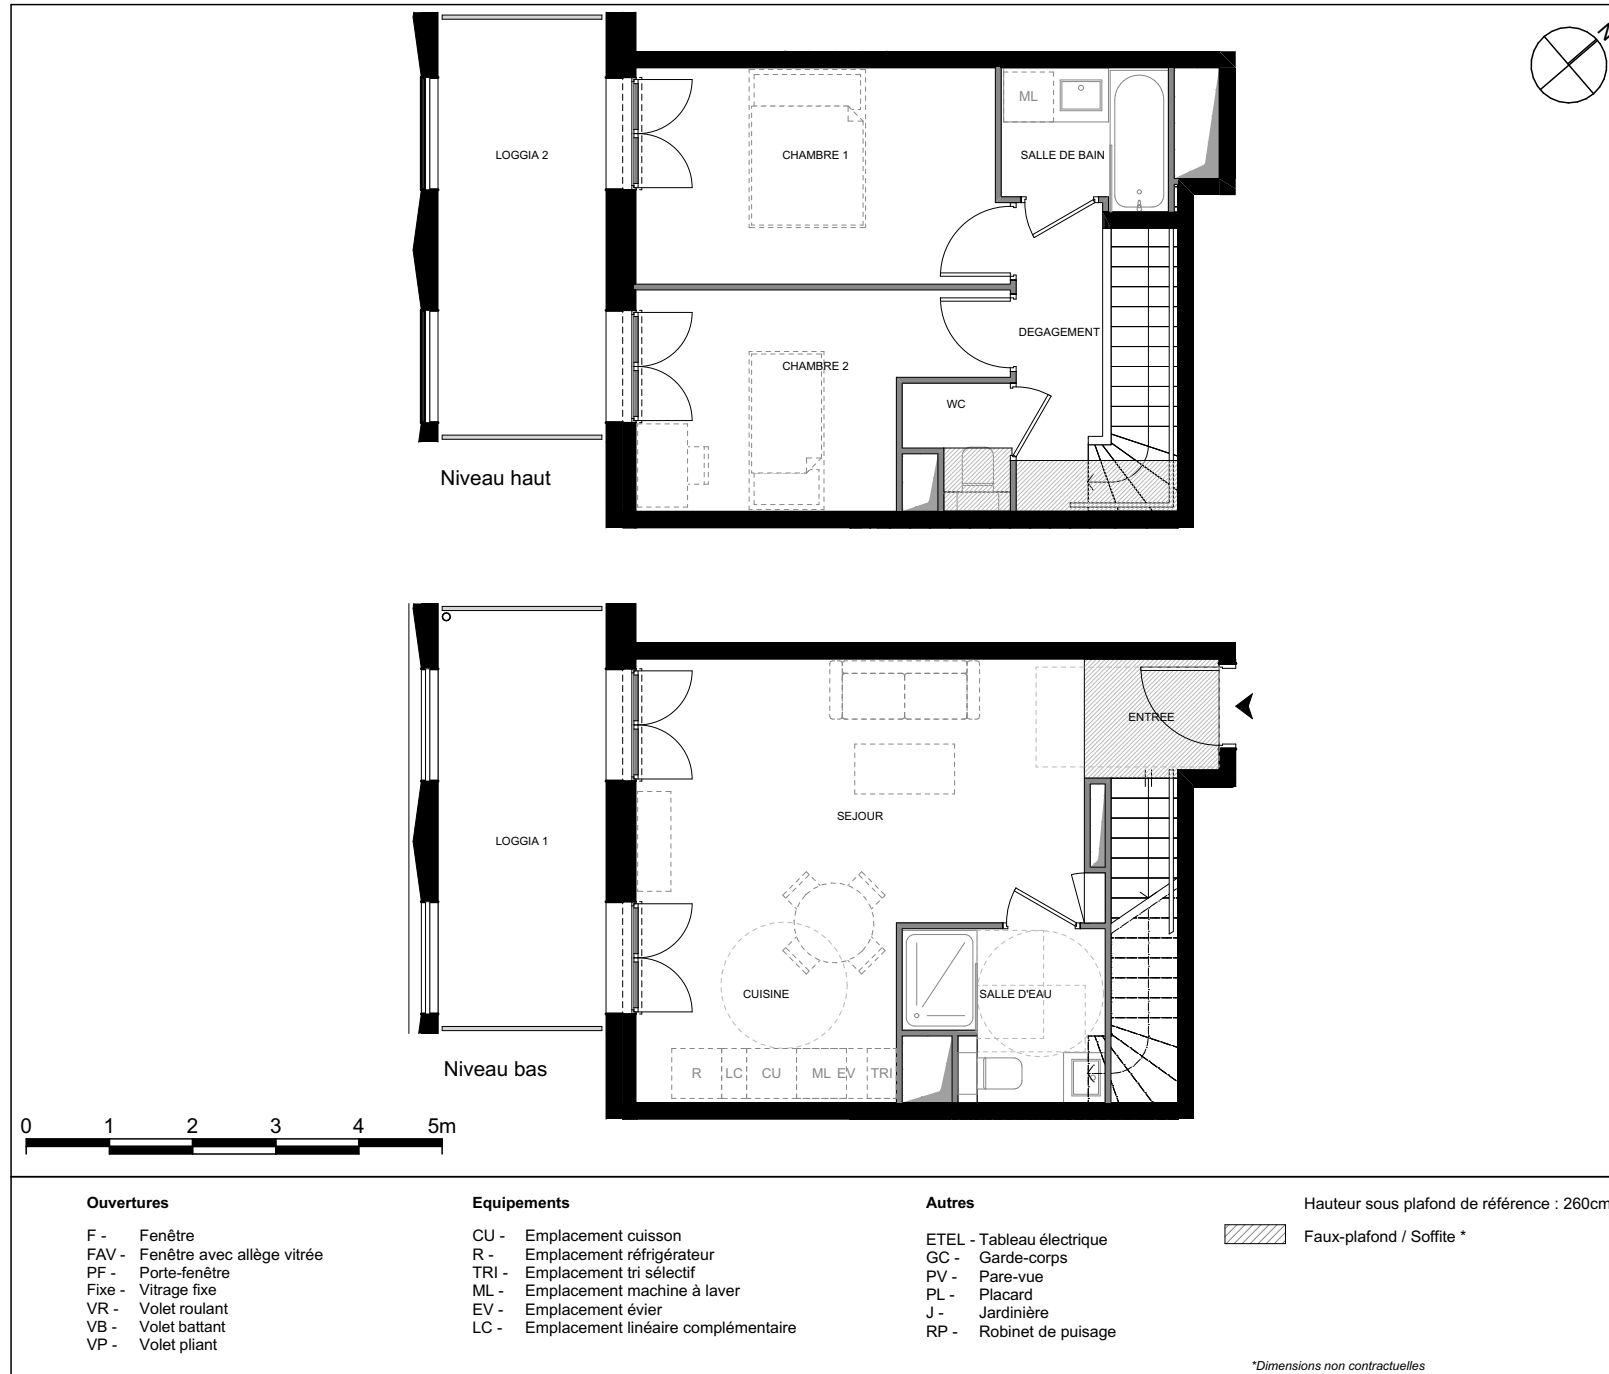 N
LOGGIA 2
CHAMBRE 1
ML
SALLE DE BAIN
DEGAGEMENT
CHAMBRE 2
WC
Niveau haut
ENTREE
SEJOUR
LOGGIA 1
CUISINE
SALLE D'EAU
R LC CU ML EV TRI
Niveau bas
0 1 2 3 4 5m
Ouvertures
F - Fenêtre
FAV - Fenêtre avec allège vitrée
PF - Porte-fenêtre
Fixe - Vitrage fixe
VR - Volet roulant
VB - Volet battant
VP - Volet pliant
Equipements
CU - Emplacement cuisson
R - Emplacement réfrigérateur
TRI - Emplacement tri sélectif
ML - Emplacement machine à laver
EV - Emplacement évier
LC - Emplacement linéaire complémentaire
Autres
ETEL - Tableau électrique
GC - Garde-corps
PV - Pare-vue
PL - Placard
J - Jardinière
RP - Robinet de puisage
Hauteur sous plafond de référence : 260cm
Faux-plafond / Soffite *
*Dimensions non contractuelles